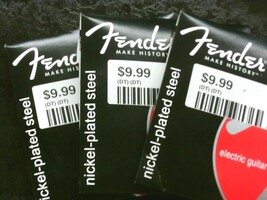 Fender
MAKE HISTORY
$9.99
(DT) (DT)
nickel-plated steel
Fender
MAKE HISTORY
$9.99
(DT) (DT)
nickel-plated steel
Fender
MAKE HISTORY
$9.99
(DT) (DT)
nickel-plated steel
electric guitar